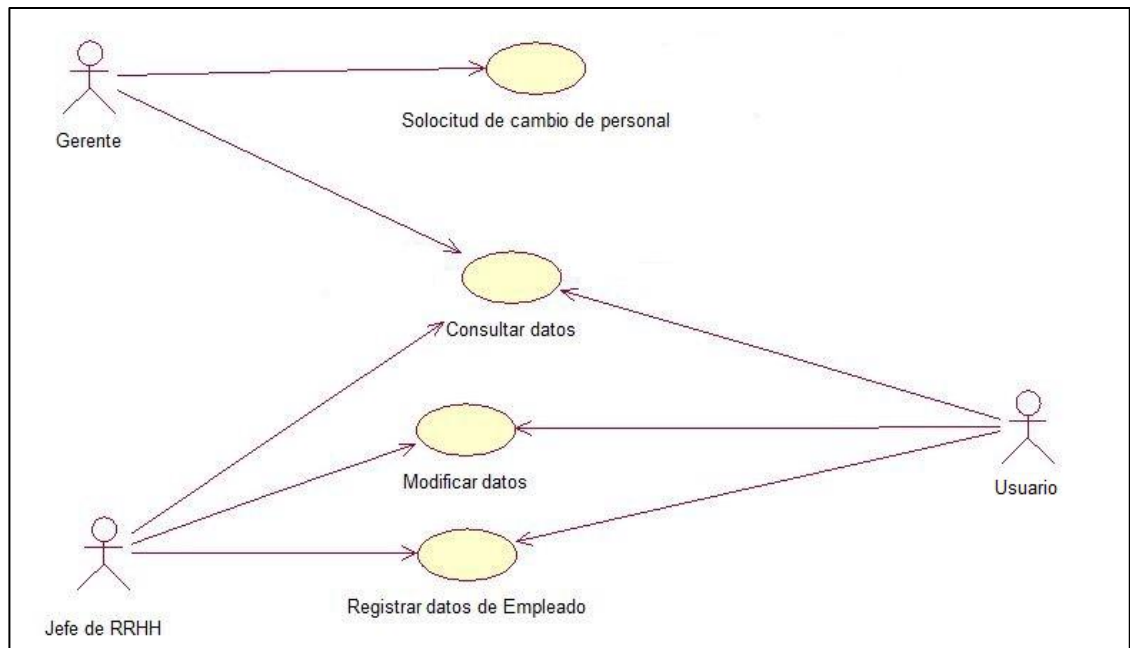 Solocitud de cambio de personal
Gerente
Consultar datos
Modificar datos
Usuario
Registrar datos de Empleado
Jefe de RRHH